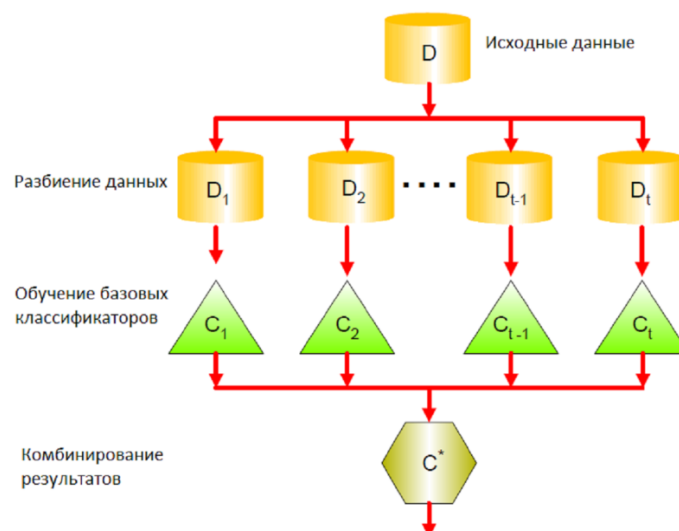 D
Исходные данные
Разбиение данных
D1
D2
....
Dt-1
Dt
Обучение базовых
классификаторов
C1
C2
Ct-1
Ct
Комбинирование
результатов
C*